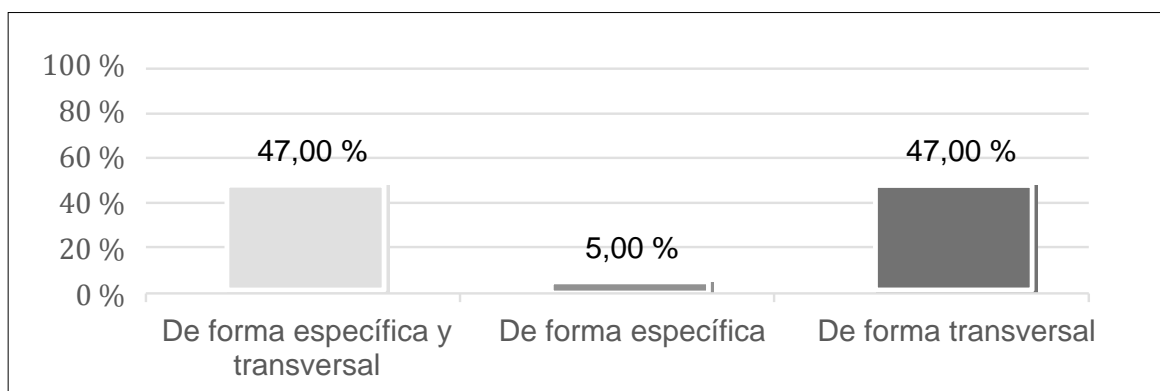 100 %
80 %
60 %
40 %
20 %
0 %
47,00 %
5,00 %
47,00 %
De forma específica y
transversal
De forma específica
De forma transversal